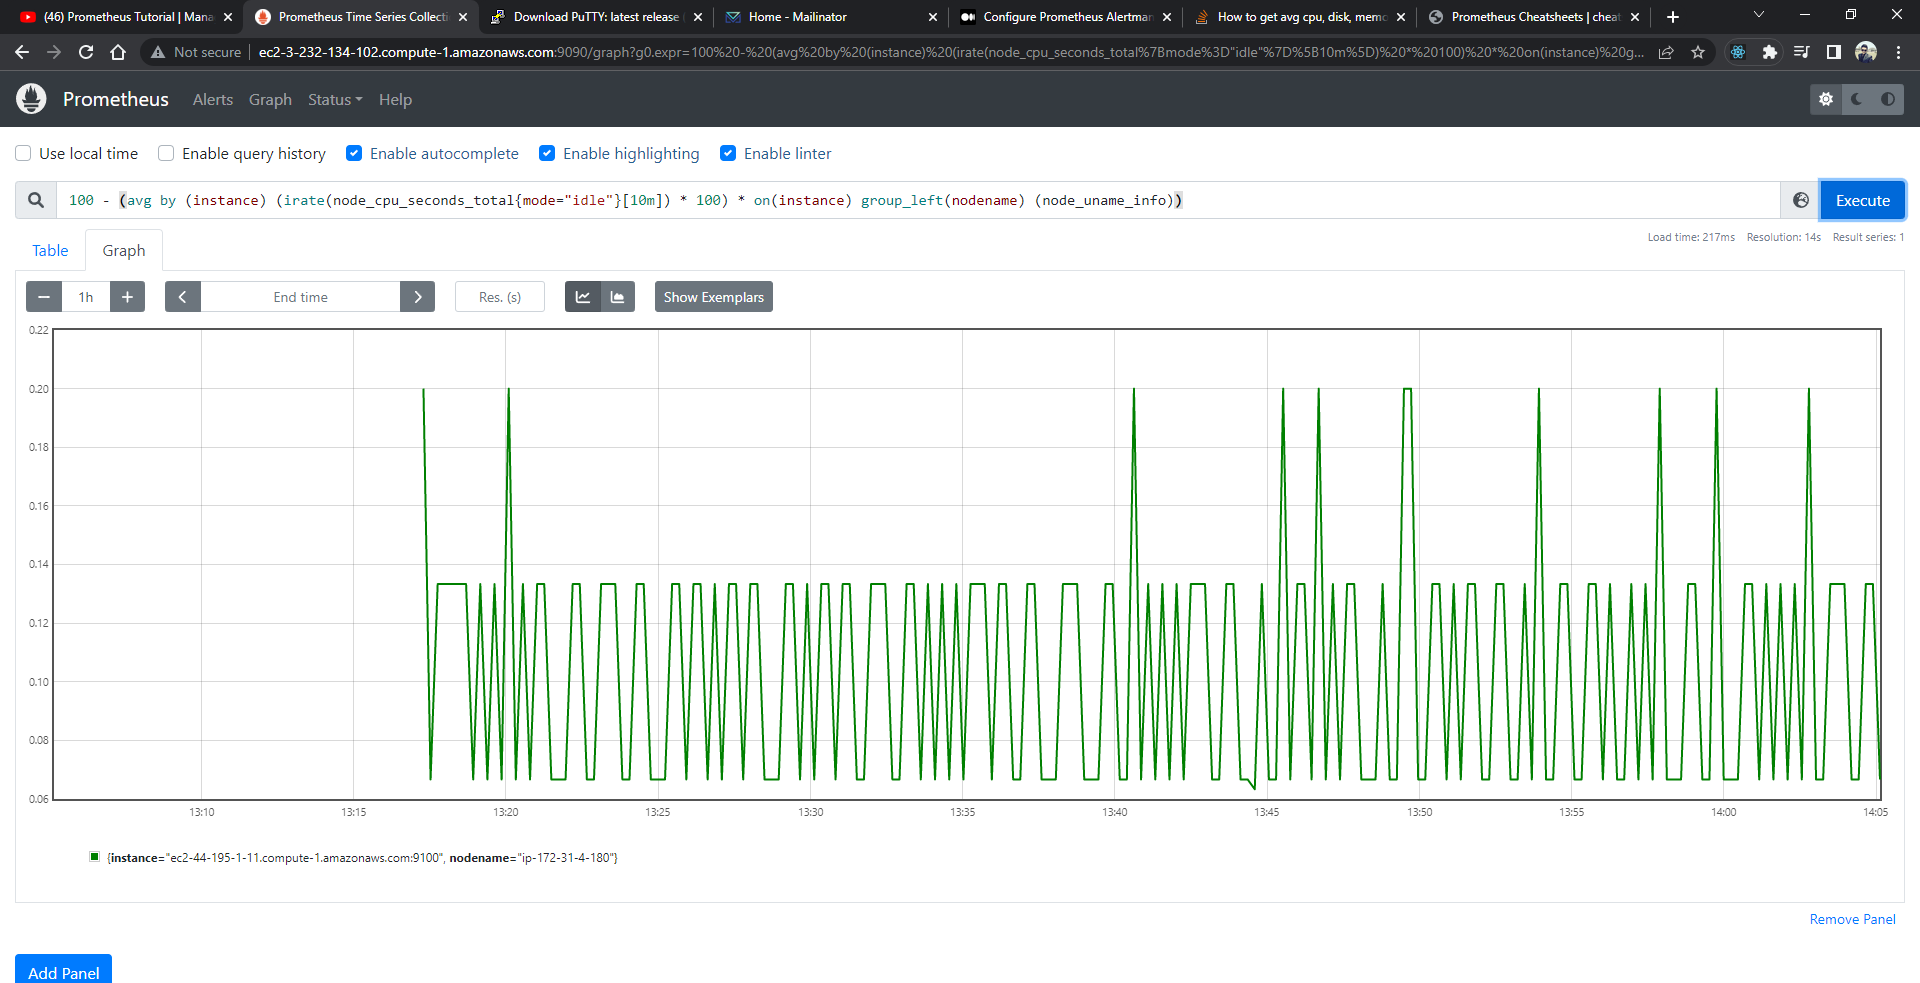 (46) Prometheus Tutorial | Mana
Prometheus Time Series Collecti
Download PuTTY: latest release
Home - Mailinator
Configure Prometheus Alertman
How to get avg cpu, disk, memo
Prometheus Cheatsheets | cheat
Not secure
ec2-3-232-134-102.compute-1.amazonaws.com:9090/graph?g0.expr=100%20-%20(avg%20by%20(instance)%20(irate(node_cpu_seconds_total%7Bmode%3D"idle"%7D%5B10m%5D)%20*%20100)%20*%20on(instance)%20g...
Prometheus
Alerts
Graph
Status
Help
Use local time
Enable query history
Enable autocomplete
Enable highlighting
Enable linter
100 - (avg by (instance) (irate(node_cpu_seconds_total{mode="idle"}[10m]) * 100) * on(instance) group_left(nodename) (node_uname_info))
Execute
Load time: 217ms Resolution: 14s Result series: 1
Table
Graph
1h
End time
Res. (s)
Show Exemplars
0.22
0.20
0.18
0.16
0.14
0.12
0.10
0.08
0.06
13:10
13:15
13:20
13:25
13:30
13:35
13:40
13:45
13:50
13:55
14:00
14:05
{instance="ec2-44-195-1-11.compute-1.amazonaws.com:9100", nodename="ip-172-31-4-180"}
Remove Panel
Add Panel